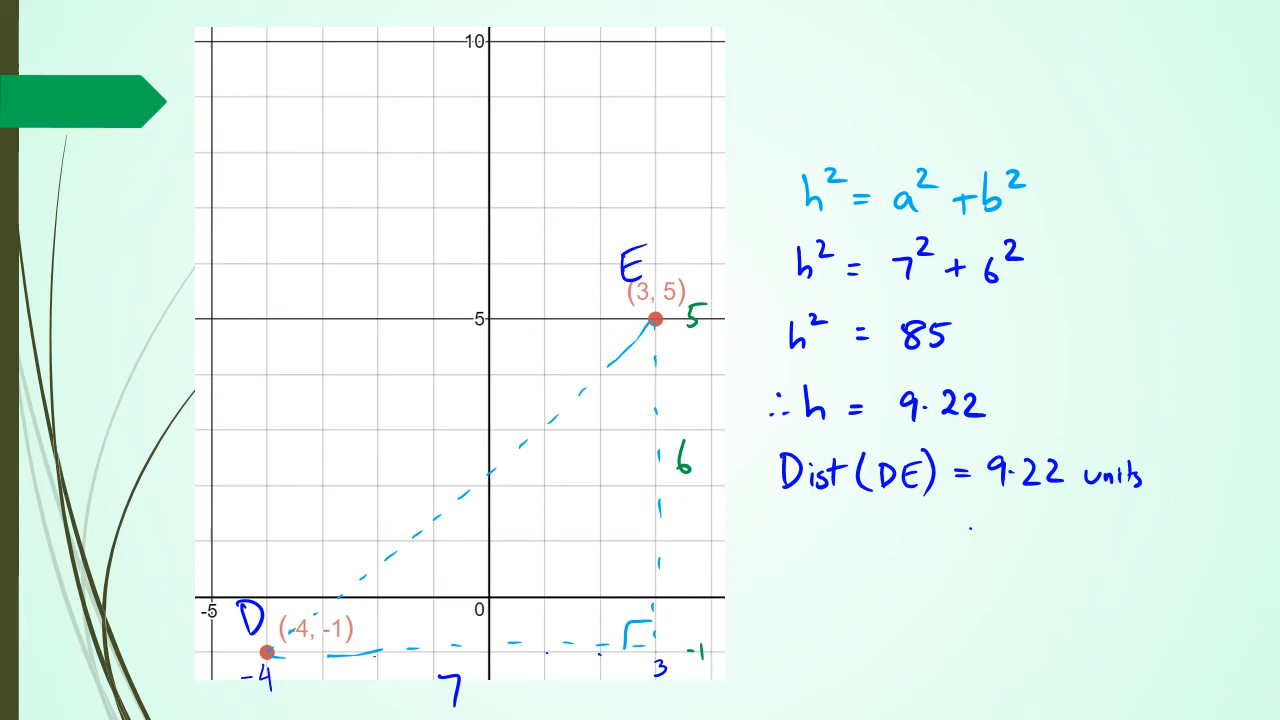 10
E
(3, 5)
5 5
6
-5 0
D (-4, -1)
-1
-4 3
7
h² = a² + b²
h² = 7² + 6²
h² = 85
∴ h = 9.22
Dist (DE) = 9.22 units